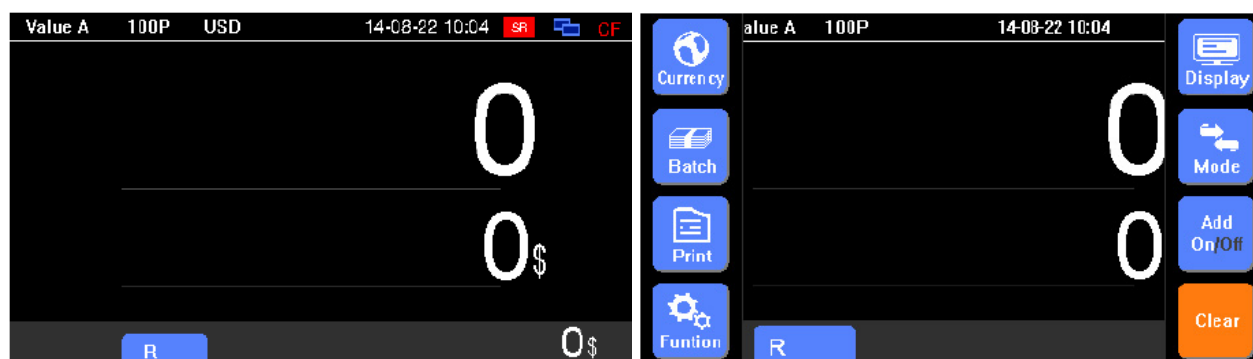 Value A 100P USD 14-08-22 10:04 SR CF
0
0$
0$
R
alue A 100P 14-08-22 10:04
Currency
Batch
Print
Funtion
0
0
R
Display
Mode
Add
On/Off
Clear